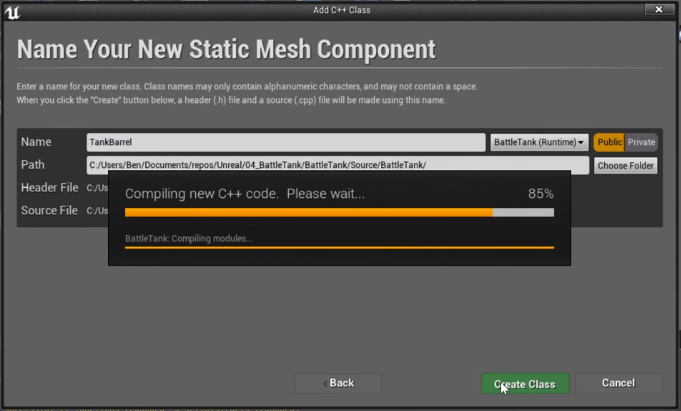 Add C++ Class
Name Your New Static Mesh Component
Enter a name for your new class. Class names may only contain alphanumeric characters, and may not contain a space.
When you click the "Create" button below, a header (.h) file and a source (.cpp) file will be made using this name.
Name TankBarrel BattleTank (Runtime) Public Private
Path C:/Users/Ben/Documents/repos/Unreal/04_BattleTank/BattleTank/Source/BattleTank/ Choose Folder
Header File C:/Us
Source File C:/Us
Compiling new C++ code. Please wait... 85%
BattleTank: Compiling modules...
Back Create Class Cancel